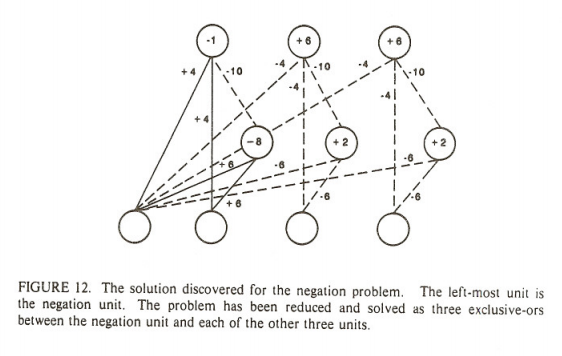 -1 +6 +6
+4 -10 -4 -10 -4 -10
-4 -4
+4
-8 +2 +2
+6 -6 -6
+6 -6 -6
FIGURE 12. The solution discovered for the negation problem. The left-most unit is
the negation unit. The problem has been reduced and solved as three exclusive-ors
between the negation unit and each of the other three units.